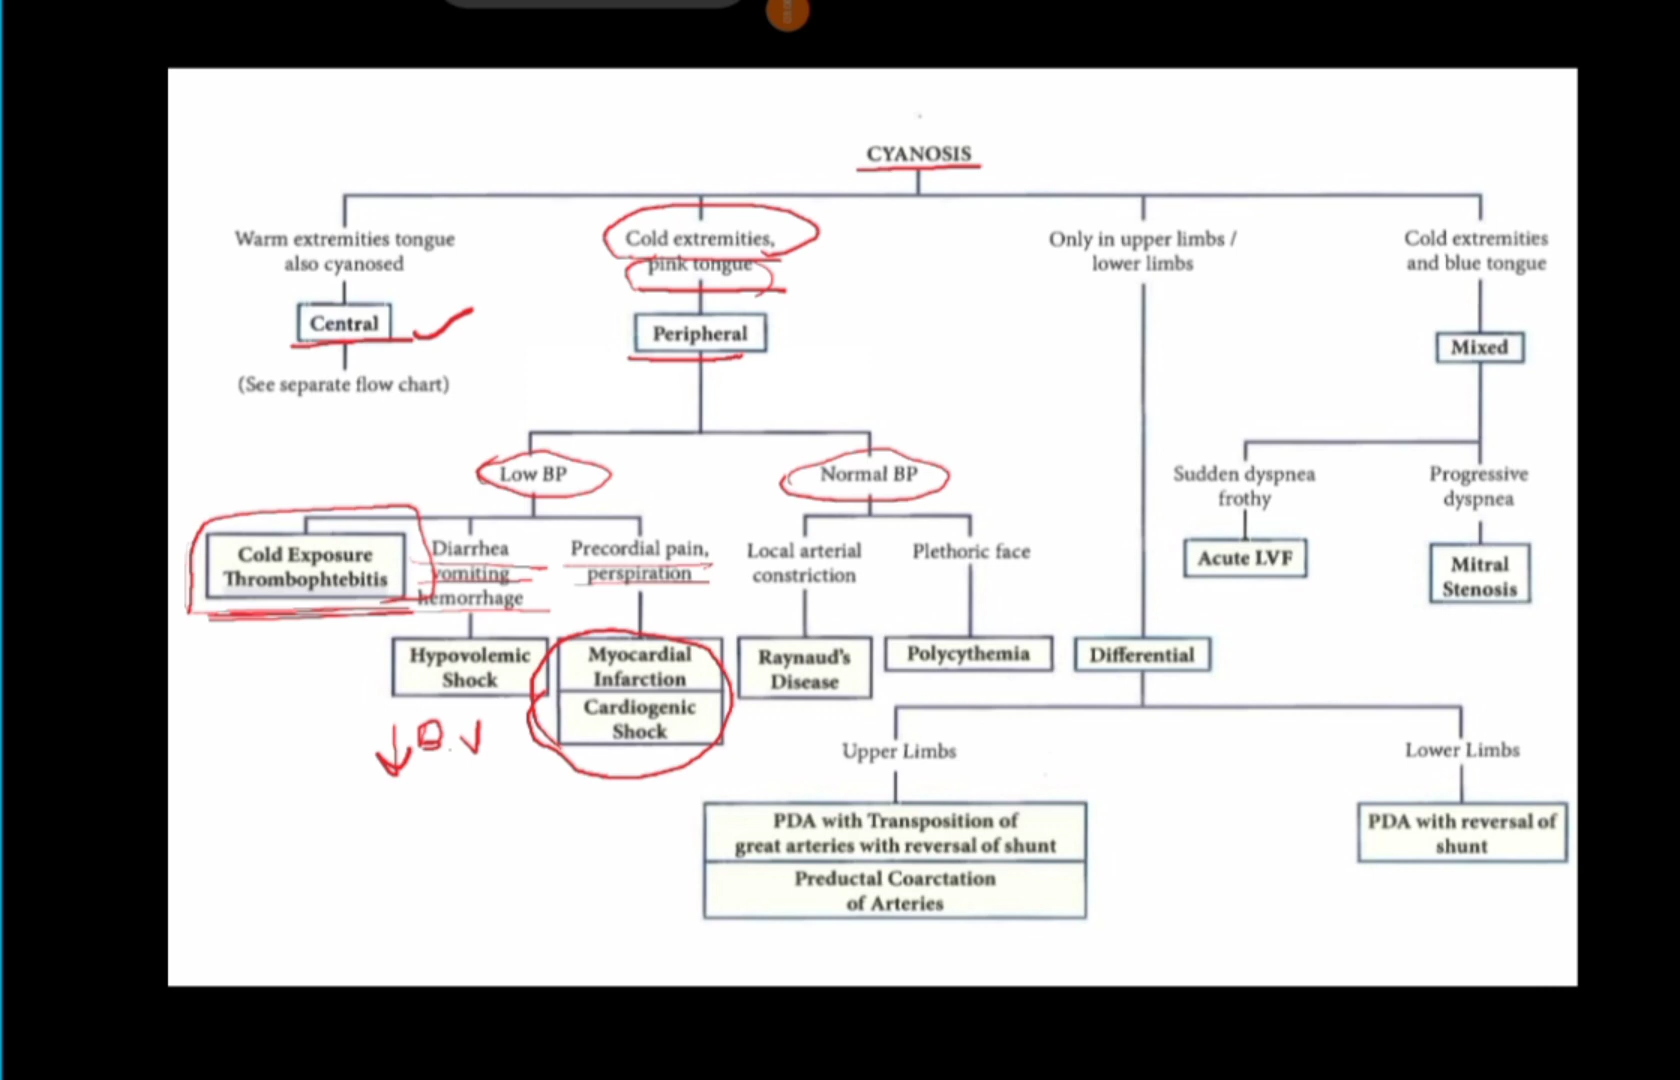 CYANOSIS
Warm extremities tongue
also cyanosed
Central
(See separate flow chart)
Cold extremities,
pink tongue
Peripheral
Only in upper limbs /
lower limbs
Cold extremities
and blue tongue
Mixed
Low BP
Normal BP
Sudden dyspnea
frothy
Acute LVF
Progressive
dyspnea
Mitral
Stenosis
Cold Exposure
Thrombophtebitis
Diarrhea
vomiting
hemorrhage
Precordial pain,
perspiration
Local arterial
constriction
Plethoric face
Hypovolemic
Shock
Myocardial
Infarction
Cardiogenic
Shock
Raynaud's
Disease
Polycythemia
Differential
↓ B.V
Upper Limbs
Lower Limbs
PDA with Transposition of
great arteries with reversal of shunt
Preductal Coarctation
of Arteries
PDA with reversal of
shunt